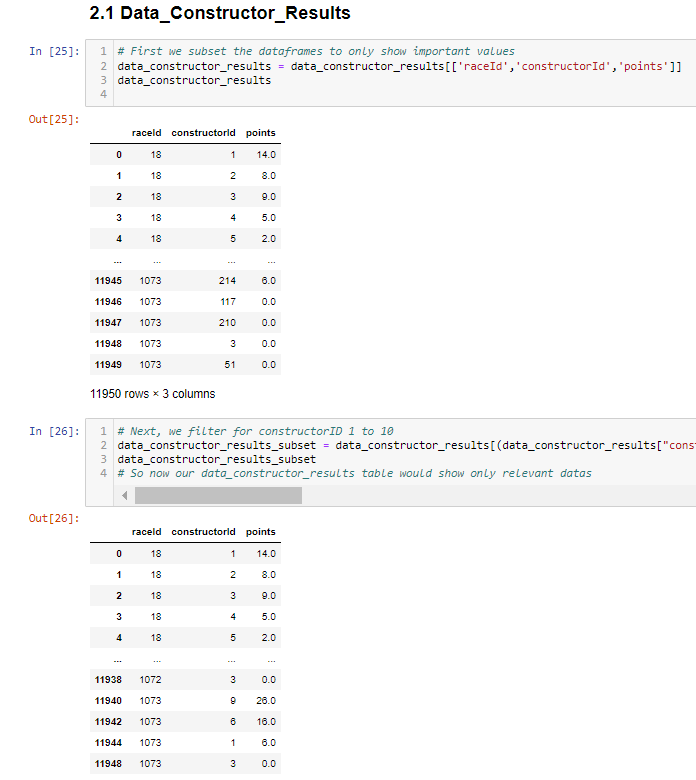 2.1 Data_Constructor_Results
In [25]:
1 # First we subset the dataframes to only show important values
2 data_constructor_results = data_constructor_results[['raceId','constructorId','points']]
3 data_constructor_results
4
Out[25]:
raceId constructorId points
0 18 1 14.0
1 18 2 8.0
2 18 3 9.0
3 18 4 5.0
4 18 5 2.0
... ... ... ...
11945 1073 214 6.0
11946 1073 117 0.0
11947 1073 210 0.0
11948 1073 3 0.0
11949 1073 51 0.0
11950 rows × 3 columns
In [26]:
1 # Next, we filter for constructorID 1 to 10
2 data_constructor_results_subset = data_constructor_results[(data_constructor_results["cons
3 data_constructor_results_subset
4 # So now our data_constructor_results table would show only relevant datas
Out[26]:
raceId constructorId points
0 18 1 14.0
1 18 2 8.0
2 18 3 9.0
3 18 4 5.0
4 18 5 2.0
... ... ... ...
11938 1072 3 0.0
11940 1073 9 26.0
11942 1073 6 16.0
11944 1073 1 6.0
11948 1073 3 0.0